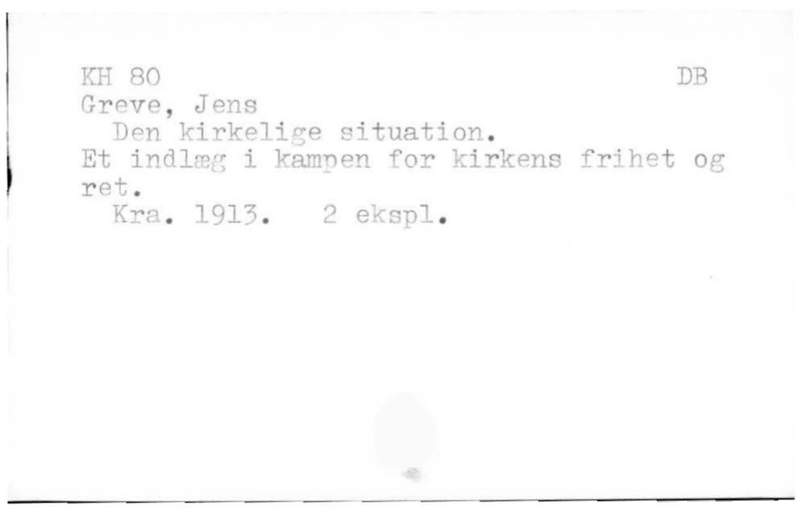 KH 80 DB
Greve, Jens
Den kirkelige situation.
Et indlæg i kampen for kirkens frihet og
ret.
Kra. 1913. 2 ekspl.